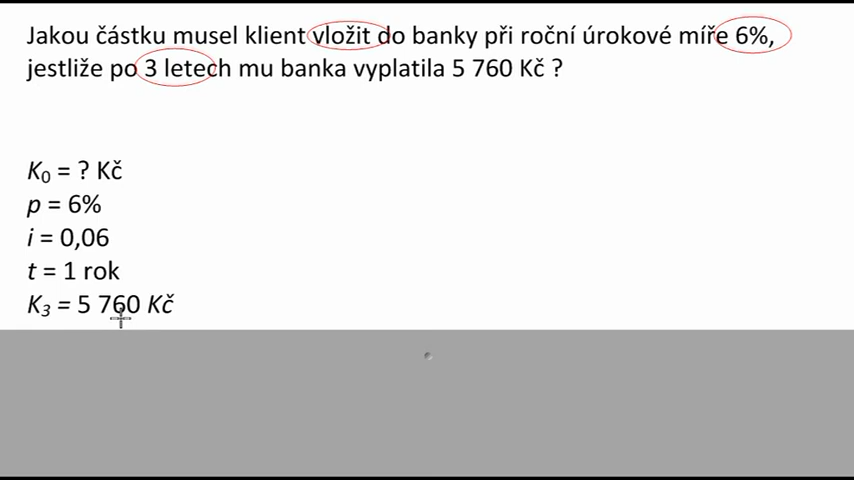 Jakou částku musel klient vložit do banky při roční úrokové míře 6%,
jestliže po 3 letech mu banka vyplatila 5 760 Kč ?
K₀ = ? Kč
p = 6%
i = 0,06
t = 1 rok
K₃ = 5 760 Kč